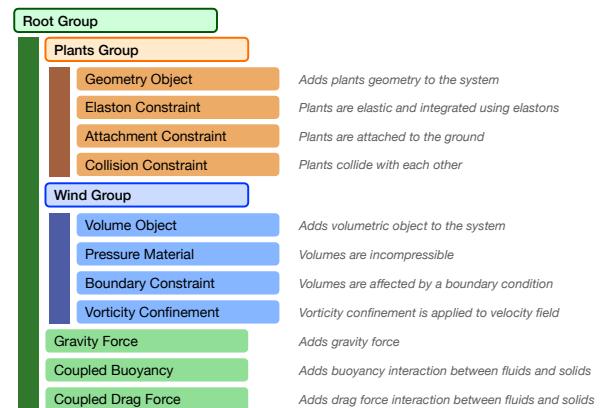 Root Group
Plants Group
Geometry Object Adds plants geometry to the system
Elaston Constraint Plants are elastic and integrated using elastons
Attachment Constraint Plants are attached to the ground
Collision Constraint Plants collide with each other
Wind Group
Volume Object Adds volumetric object to the system
Pressure Material Volumes are incompressible
Boundary Constraint Volumes are affected by a boundary condition
Vorticity Confinement Vorticity confinement is applied to velocity field
Gravity Force Adds gravity force
Coupled Buoyancy Adds buoyancy interaction between fluids and solids
Coupled Drag Force Adds drag force interaction between fluids and solids